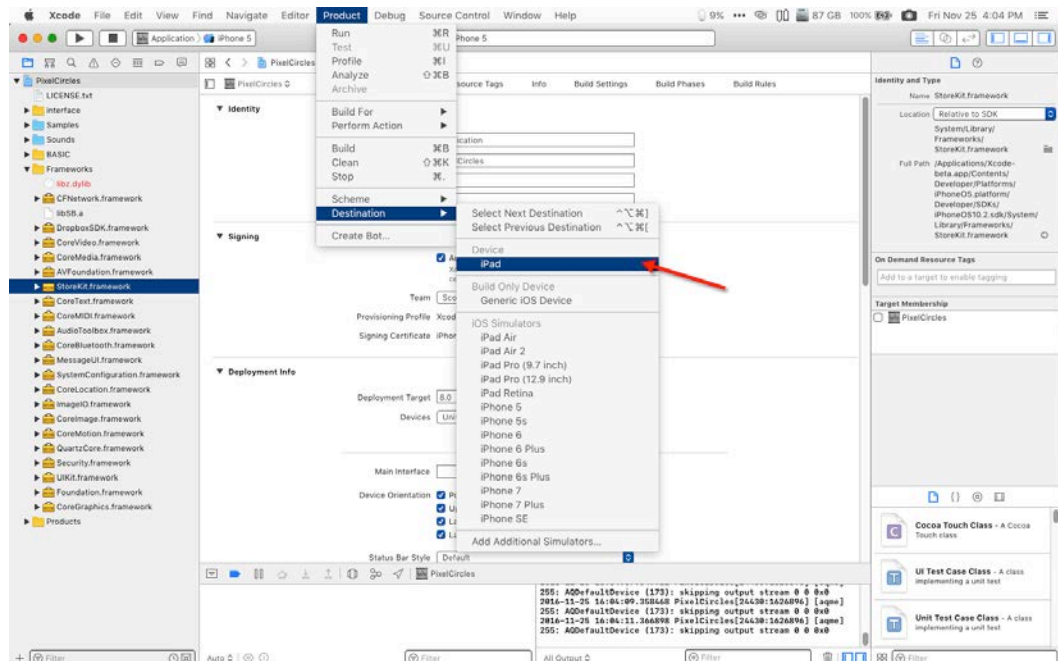 Xcode File Edit View Find Navigate Editor Product Debug Source Control Window Help
9% 87 GB 100% Fri Nov 25 4:04 PM
Application iPhone 5
Phone 5
PixelCircles
LICENSE.txt
interface
Samples
Sounds
BASIC
Frameworks
libz.dylib
CFNetwork.framework
libSB.a
DropboxSDK.framework
CoreVideo.framework
CoreMedia.framework
AVFoundation.framework
StoreKit.framework
CoreText.framework
CoreMIDI.framework
AudioToolbox.framework
CoreBluetooth.framework
MessageUI.framework
SystemConfiguration.framework
CoreLocation.framework
ImageIO.framework
CoreImage.framework
CoreMotion.framework
QuartzCore.framework
Security.framework
UIKit.framework
Foundation.framework
CoreGraphics.framework
Products
Filter
PixelCircles
PixelCircles
source Tags Info Build Settings Build Phases Build Rules
Identity
ication
Circles
Signing
Team Sco
Provisioning Profile Xcod
Signing Certificate iPhon
Deployment Info
Deployment Target 8.0
Devices Uni
Main Interface
Device Orientation
Status Bar Style Default
Run ⌘R
Test ⌘U
Profile ⌘I
Analyze ⇧⌘B
Archive
Build For
Perform Action
Build ⌘B
Clean ⇧⌘K
Stop ⌘.
Scheme
Destination
Create Bot...
Select Next Destination ^⌥⌘]
Select Previous Destination ^⌥⌘[
Device
iPad
Build Only Device
Generic iOS Device
iOS Simulators
iPad Air
iPad Air 2
iPad Pro (9.7 inch)
iPad Pro (12.9 inch)
iPad Retina
iPhone 5
iPhone 5s
iPhone 6
iPhone 6 Plus
iPhone 6s
iPhone 6s Plus
iPhone 7
iPhone 7 Plus
iPhone SE
Add Additional Simulators...
PixelCircles
255: AQDefaultDevice (173): skipping output stream 0 0 0x0
2016-11-25 16:04:09.358468 PixelCircles[24430:1626896] [aqme]
255: AQDefaultDevice (173): skipping output stream 0 0 0x0
2016-11-25 16:04:11.366898 PixelCircles[24430:1626896] [aqme]
255: AQDefaultDevice (173): skipping output stream 0 0 0x0
Auto Filter All Output Filter
Identity and Type
Name StoreKit.framework
Location Relative to SDK
System/Library/
Frameworks/
StoreKit.framework
Full Path /Applications/Xcode-
beta.app/Contents/
Developer/Platforms/
iPhoneOS.platform/
Developer/SDKs/
iPhoneOS10.2.sdk/System/
Library/Frameworks/
StoreKit.framework
On Demand Resource Tags
Add to a target to enable tagging
Target Membership
PixelCircles
Cocoa Touch Class - A Cocoa
Touch class
UI Test Case Class - A class
implementing a unit test
Unit Test Case Class - A class
implementing a unit test
Filter